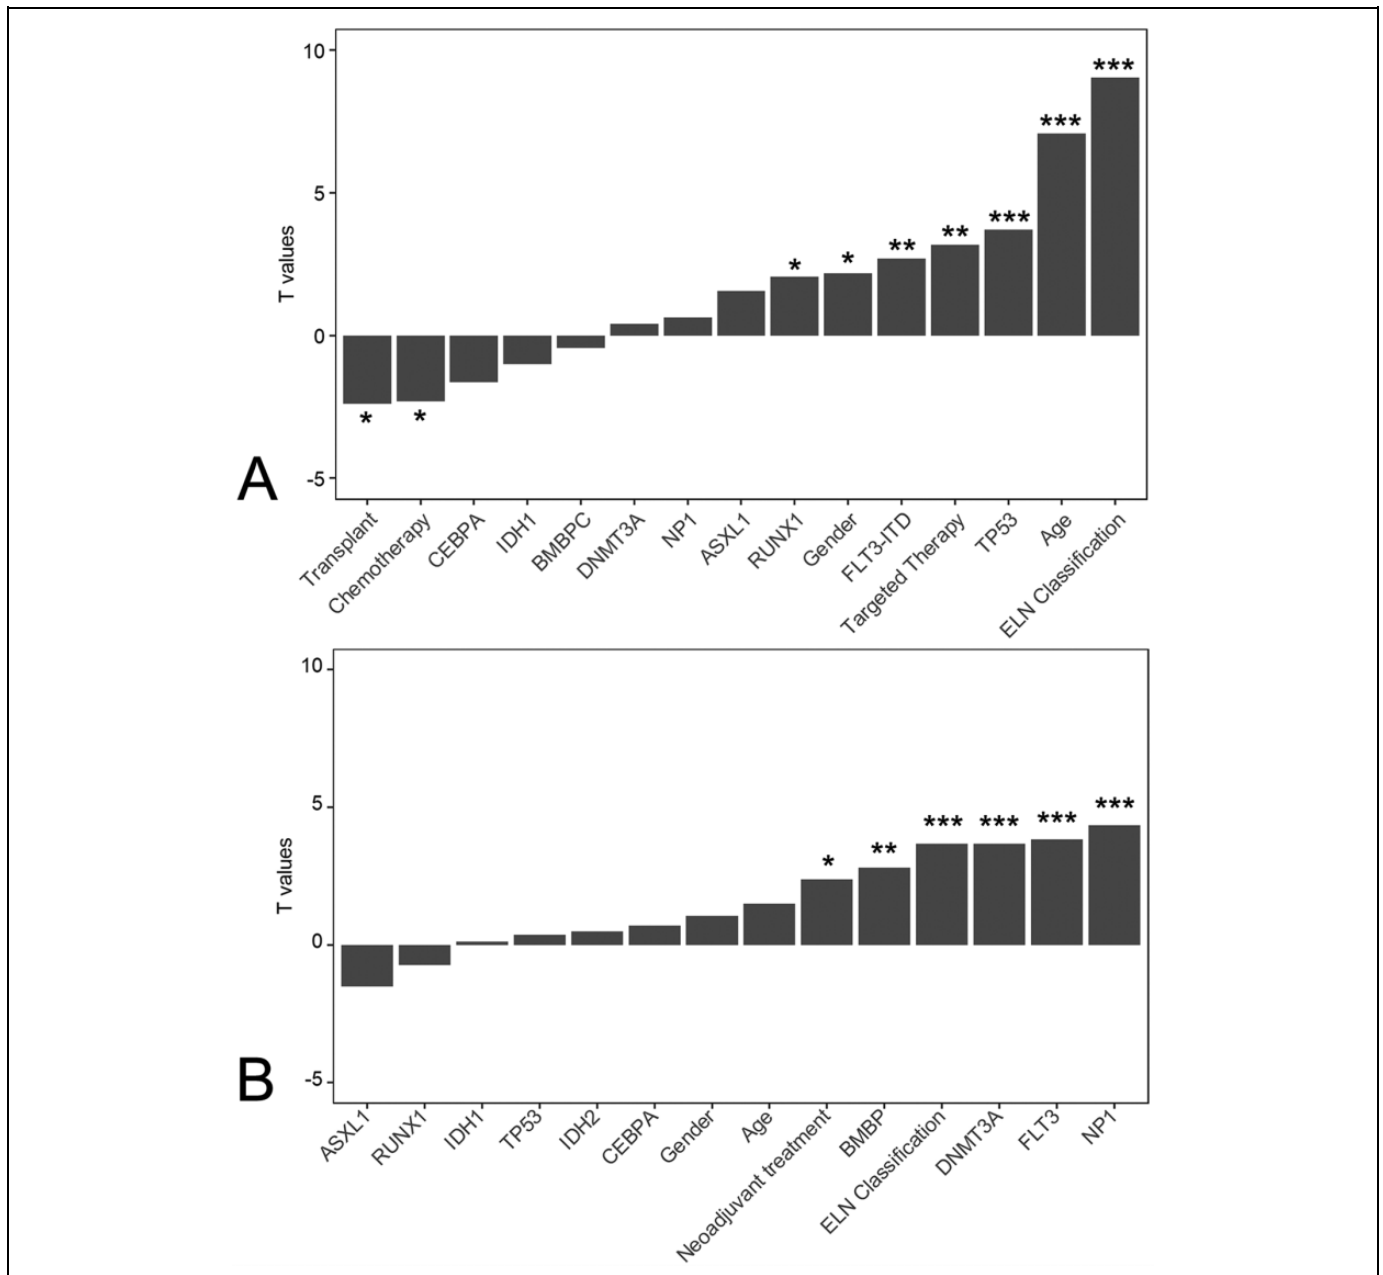 10
5
0
-5
T values
***
***
***
**
**
*
*
*
*
A
Transplant
Chemotherapy
CEBPA
IDH1
BMBPC
DNMT3A
NP1
ASXL1
RUNX1
Gender
FLT3-ITD
Targeted Therapy
TP53
Age
ELN Classification
10
5
0
-5
T values
*
**
***
***
***
***
B
ASXL1
RUNX1
IDH1
TP53
IDH2
CEBPA
Gender
Age
Neoadjuvant treatment
BMBP
ELN Classification
DNMT3A
FLT3
NP1